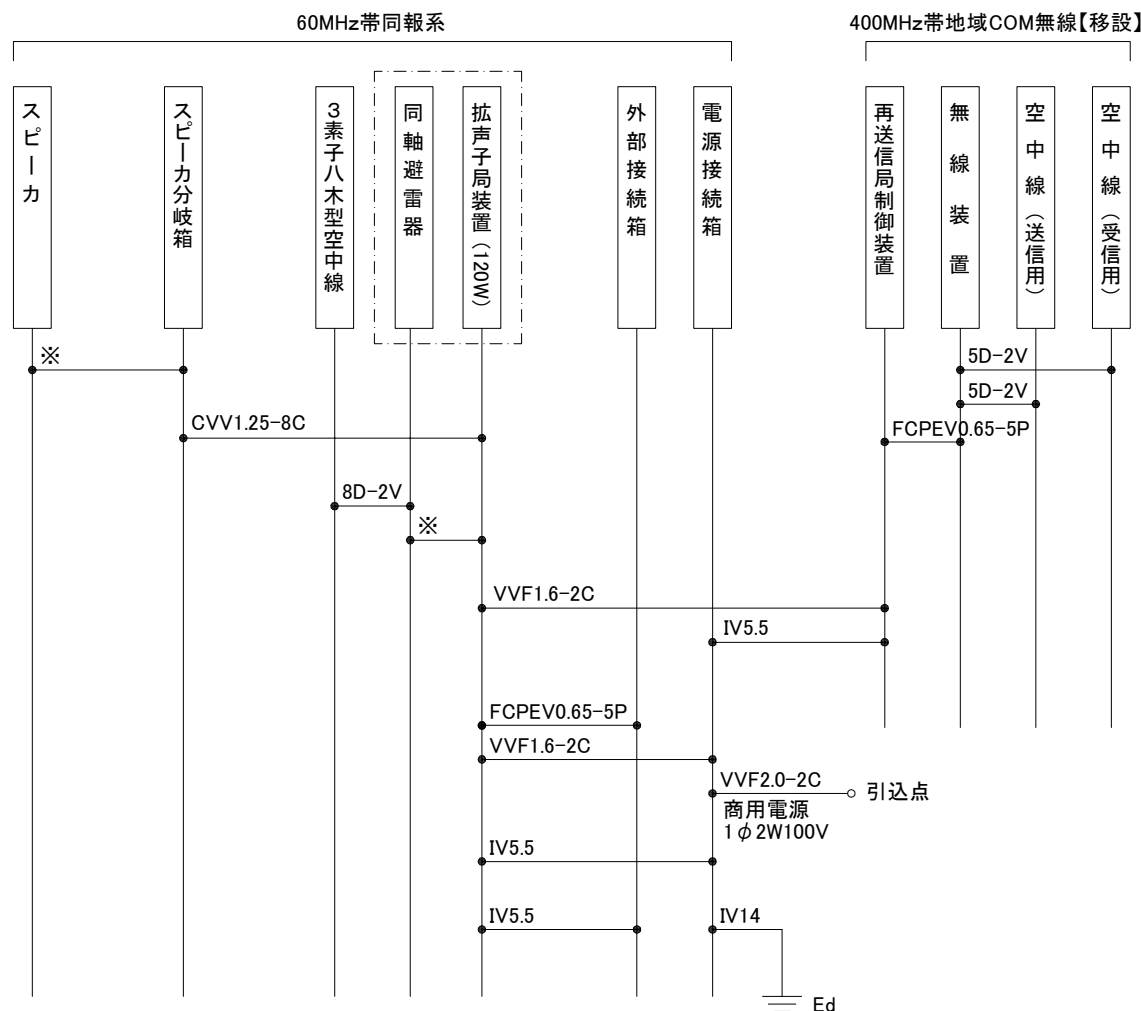 60MHz帯同報系
400MHz帯地域COM無線【移設】
スピーカ
スピーカ分岐箱
3素子八木型空中線
同軸避雷器
拡声子局装置(120W)
外部接続箱
電源接続箱
再送信局制御装置
無線装置
空中線(送信用)
空中線(受信用)
※
5D-2V
5D-2V
CVV1.25-8C
FCPEV0.65-5P
8D-2V
※
VVF1.6-2C
IV5.5
FCPEV0.65-5P
VVF1.6-2C
VVF2.0-2C
引込点
商用電源
1φ2W100V
IV5.5
IV5.5
IV14
Ed